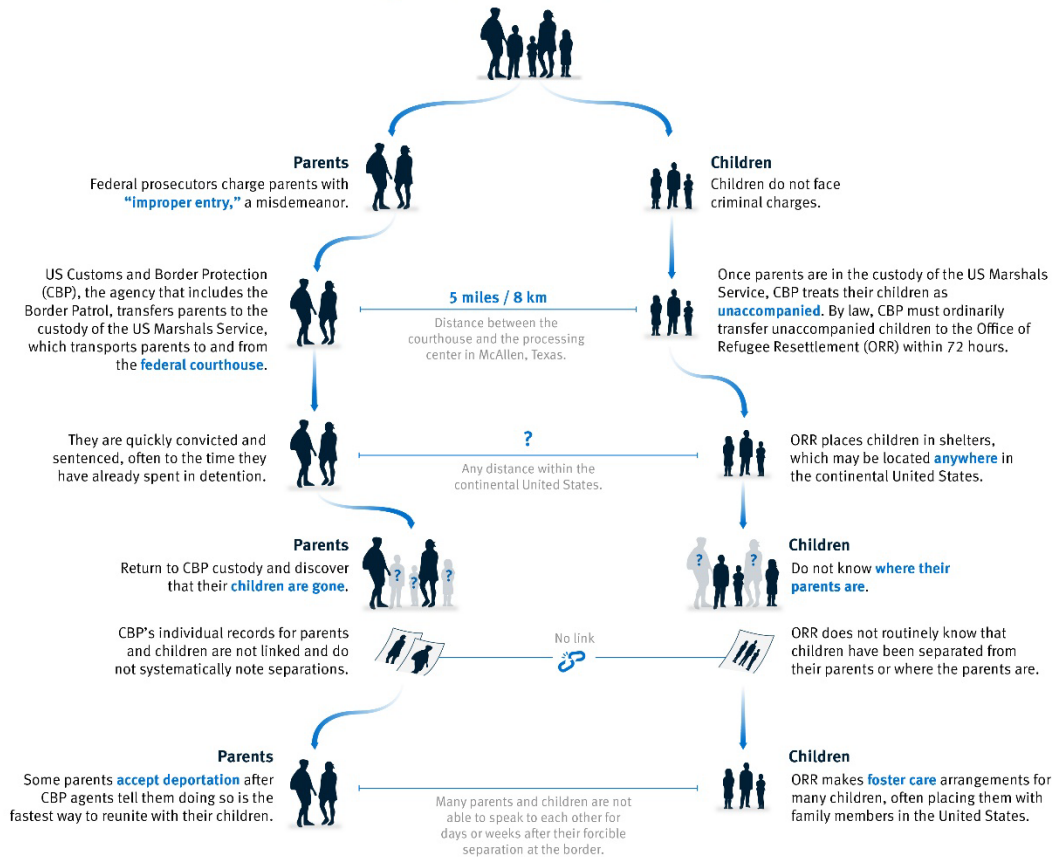 Parents
Federal prosecutors charge parents with
“improper entry,” a misdemeanor.
Children
Children do not face
criminal charges.
US Customs and Border Protection
(CBP), the agency that includes the
Border Patrol, transfers parents to the
custody of the US Marshals Service,
which transports parents to and from
the federal courthouse.
5 miles / 8 km
Distance between the
courthouse and the processing
center in McAllen, Texas.
Once parents are in the custody of the US Marshals
Service, CBP treats their children as
unaccompanied. By law, CBP must ordinarily
transfer unaccompanied children to the Office of
Refugee Resettlement (ORR) within 72 hours.
They are quickly convicted and
sentenced, often to the time they
have already spent in detention.
?
Any distance within the
continental United States.
ORR places children in shelters,
which may be located anywhere in
the continental United States.
Parents
Return to CBP custody and discover
that their children are gone.
? ? ?
? ?
Children
Do not know where their
parents are.
CBP’s individual records for parents
and children are not linked and do
not systematically note separations.
No link
ORR does not routinely know that
children have been separated from
their parents or where the parents are.
Parents
Some parents accept deportation after
CBP agents tell them doing so is the
fastest way to reunite with their children.
Many parents and children are not
able to speak to each other for
days or weeks after their forcible
separation at the border.
Children
ORR makes foster care arrangements for
many children, often placing them with
family members in the United States.